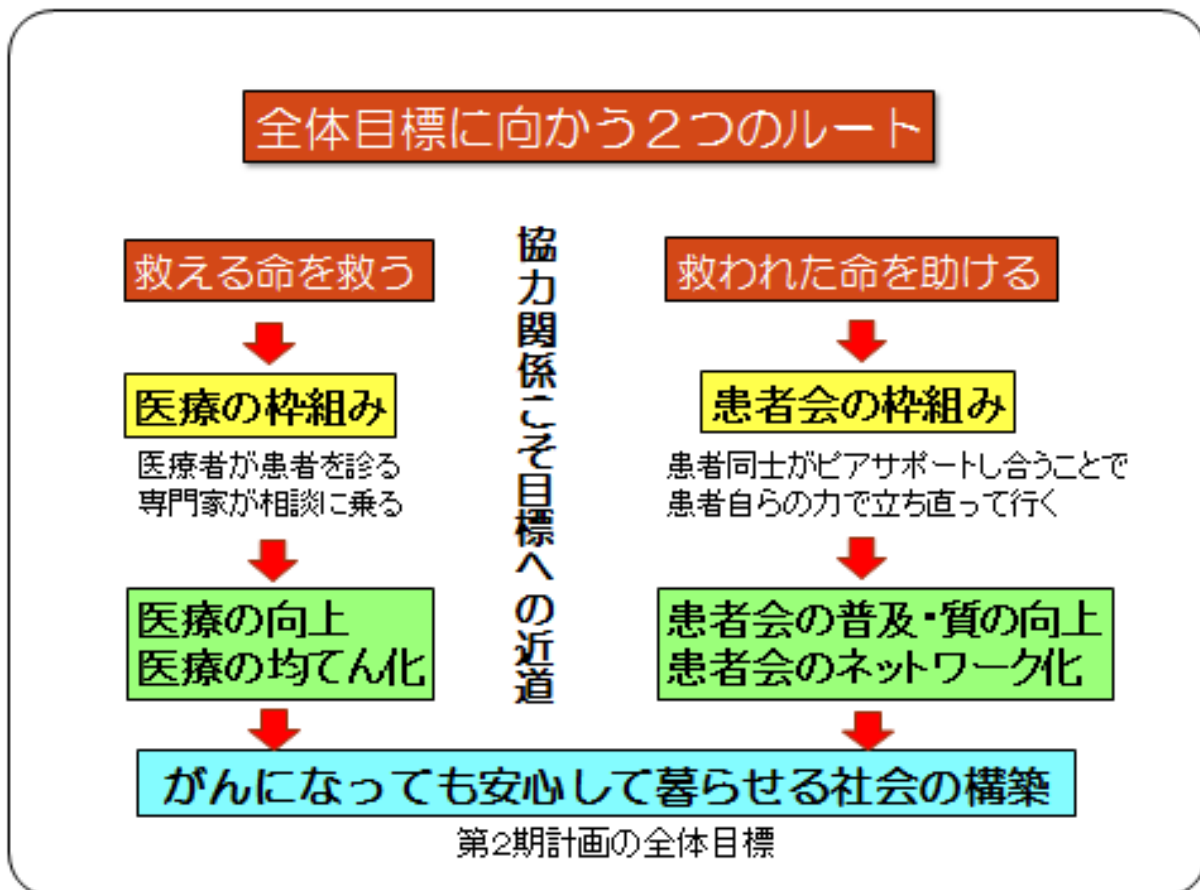 全体目標に向かう２つのルート
救える命を救う
医療の枠組み
医療者が患者を診る
専門家が相談に乗る
医療の向上
医療の均てん化
協力関係こそ目標への近道
救われた命を助ける
患者会の枠組み
患者同士がピアサポートし合うことで
患者自らの力で立ち直って行く
患者会の普及・質の向上
患者会のネットワーク化
がんになっても安心して暮らせる社会の構築
第2期計画の全体目標